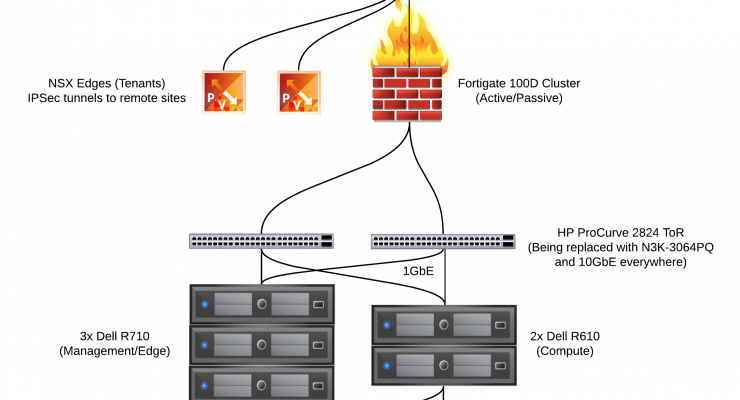 NSX Edges (Tenants)
IPSec tunnels to remote sites
P V
P V
Fortigate 100D Cluster
(Active/Passive)
HP ProCurve 2824 ToR
(Being replaced with N3K-3064PQ
and 10GbE everywhere)
1GbE
3x Dell R710
(Management/Edge)
2x Dell R610
(Compute)